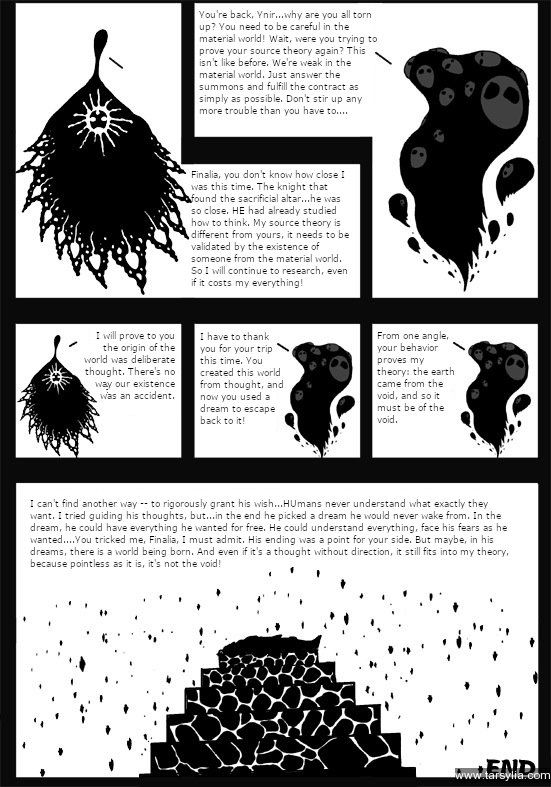 You're back, Ynir...why are you all torn
up? You need to be careful in the
material world! Wait, were you trying to
prove your source theory again? This
isn't like before. We're weak in the
material world. Just answer the
summons and fulfill the contract as
simply as possible. Don't stir up any
more trouble than you have to....
Finalia, you don't know how close I
was this time. The knight that
found the sacrificial altar...he was
so close. HE had already studied
how to think. My source theory is
different from yours, it needs to be
validated by the existence of
someone from the material world.
So I will continue to research, even
if it costs my everything!
I will prove to you
the origin of the
world was deliberate
thought. There's no
way our existence
was an accident.
I have to thank
you for your trip
this time. You
created this world
from thought, and
now you used a
dream to escape
back to it!
From one angle,
your behavior
proves my
theory: the earth
came from the
void, and so it
must be of the
void.
I can't find another way -- to rigorously grant his wish...HUmans never understand what exactly they
want. I tried guiding his thoughts, but...in the end he picked a dream he would never wake from. In the
dream, he could have everything he wanted for free. He could understand everything, face his fears as he
wanted....You tricked me, Finalia, I must admit. His ending was a point for your side. But maybe, in his
dreams, there is a world being born. And even if it's a thought without direction, it still fits into my theory,
because pointless as it is, it's not the void!
END
www.tarsylia.com